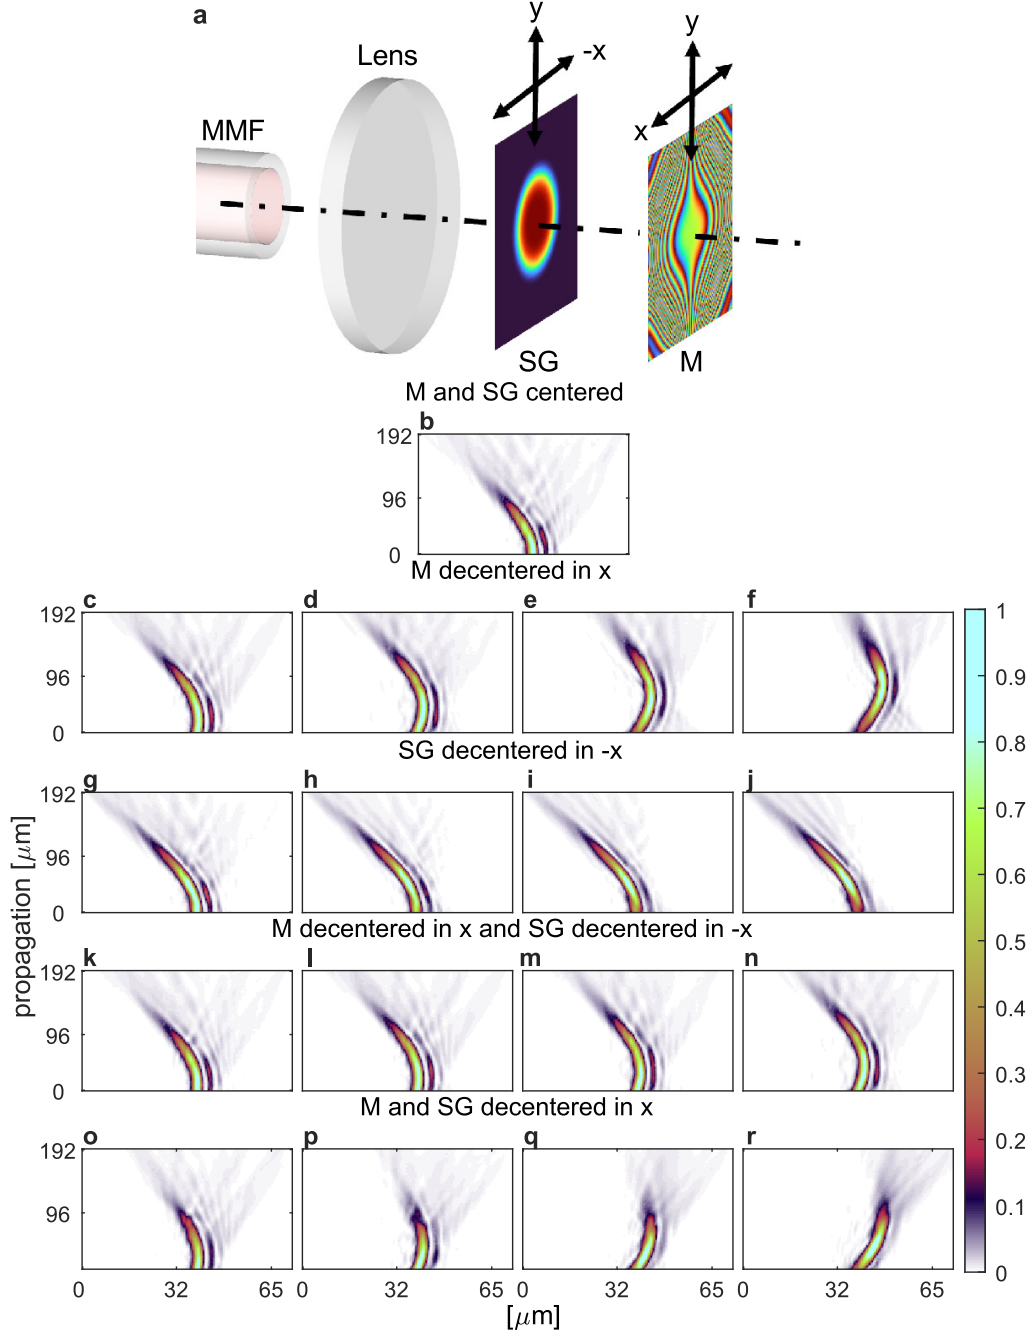 a
y
-x
y
x
Lens
MMF
SG
M
M and SG centered
b
192
96
0
M decentered in x
c d e f
192
96
0
SG decentered in -x
g h i j
192
96
0
M decentered in x and SG decentered in -x
k l m n
192
96
0
M and SG decentered in x
o p q r
192
96
0 32 65 0 32 65 0 32 65 0 32 65
[μm]
propagation [μm]
1
0.9
0.8
0.7
0.6
0.5
0.4
0.3
0.2
0.1
0